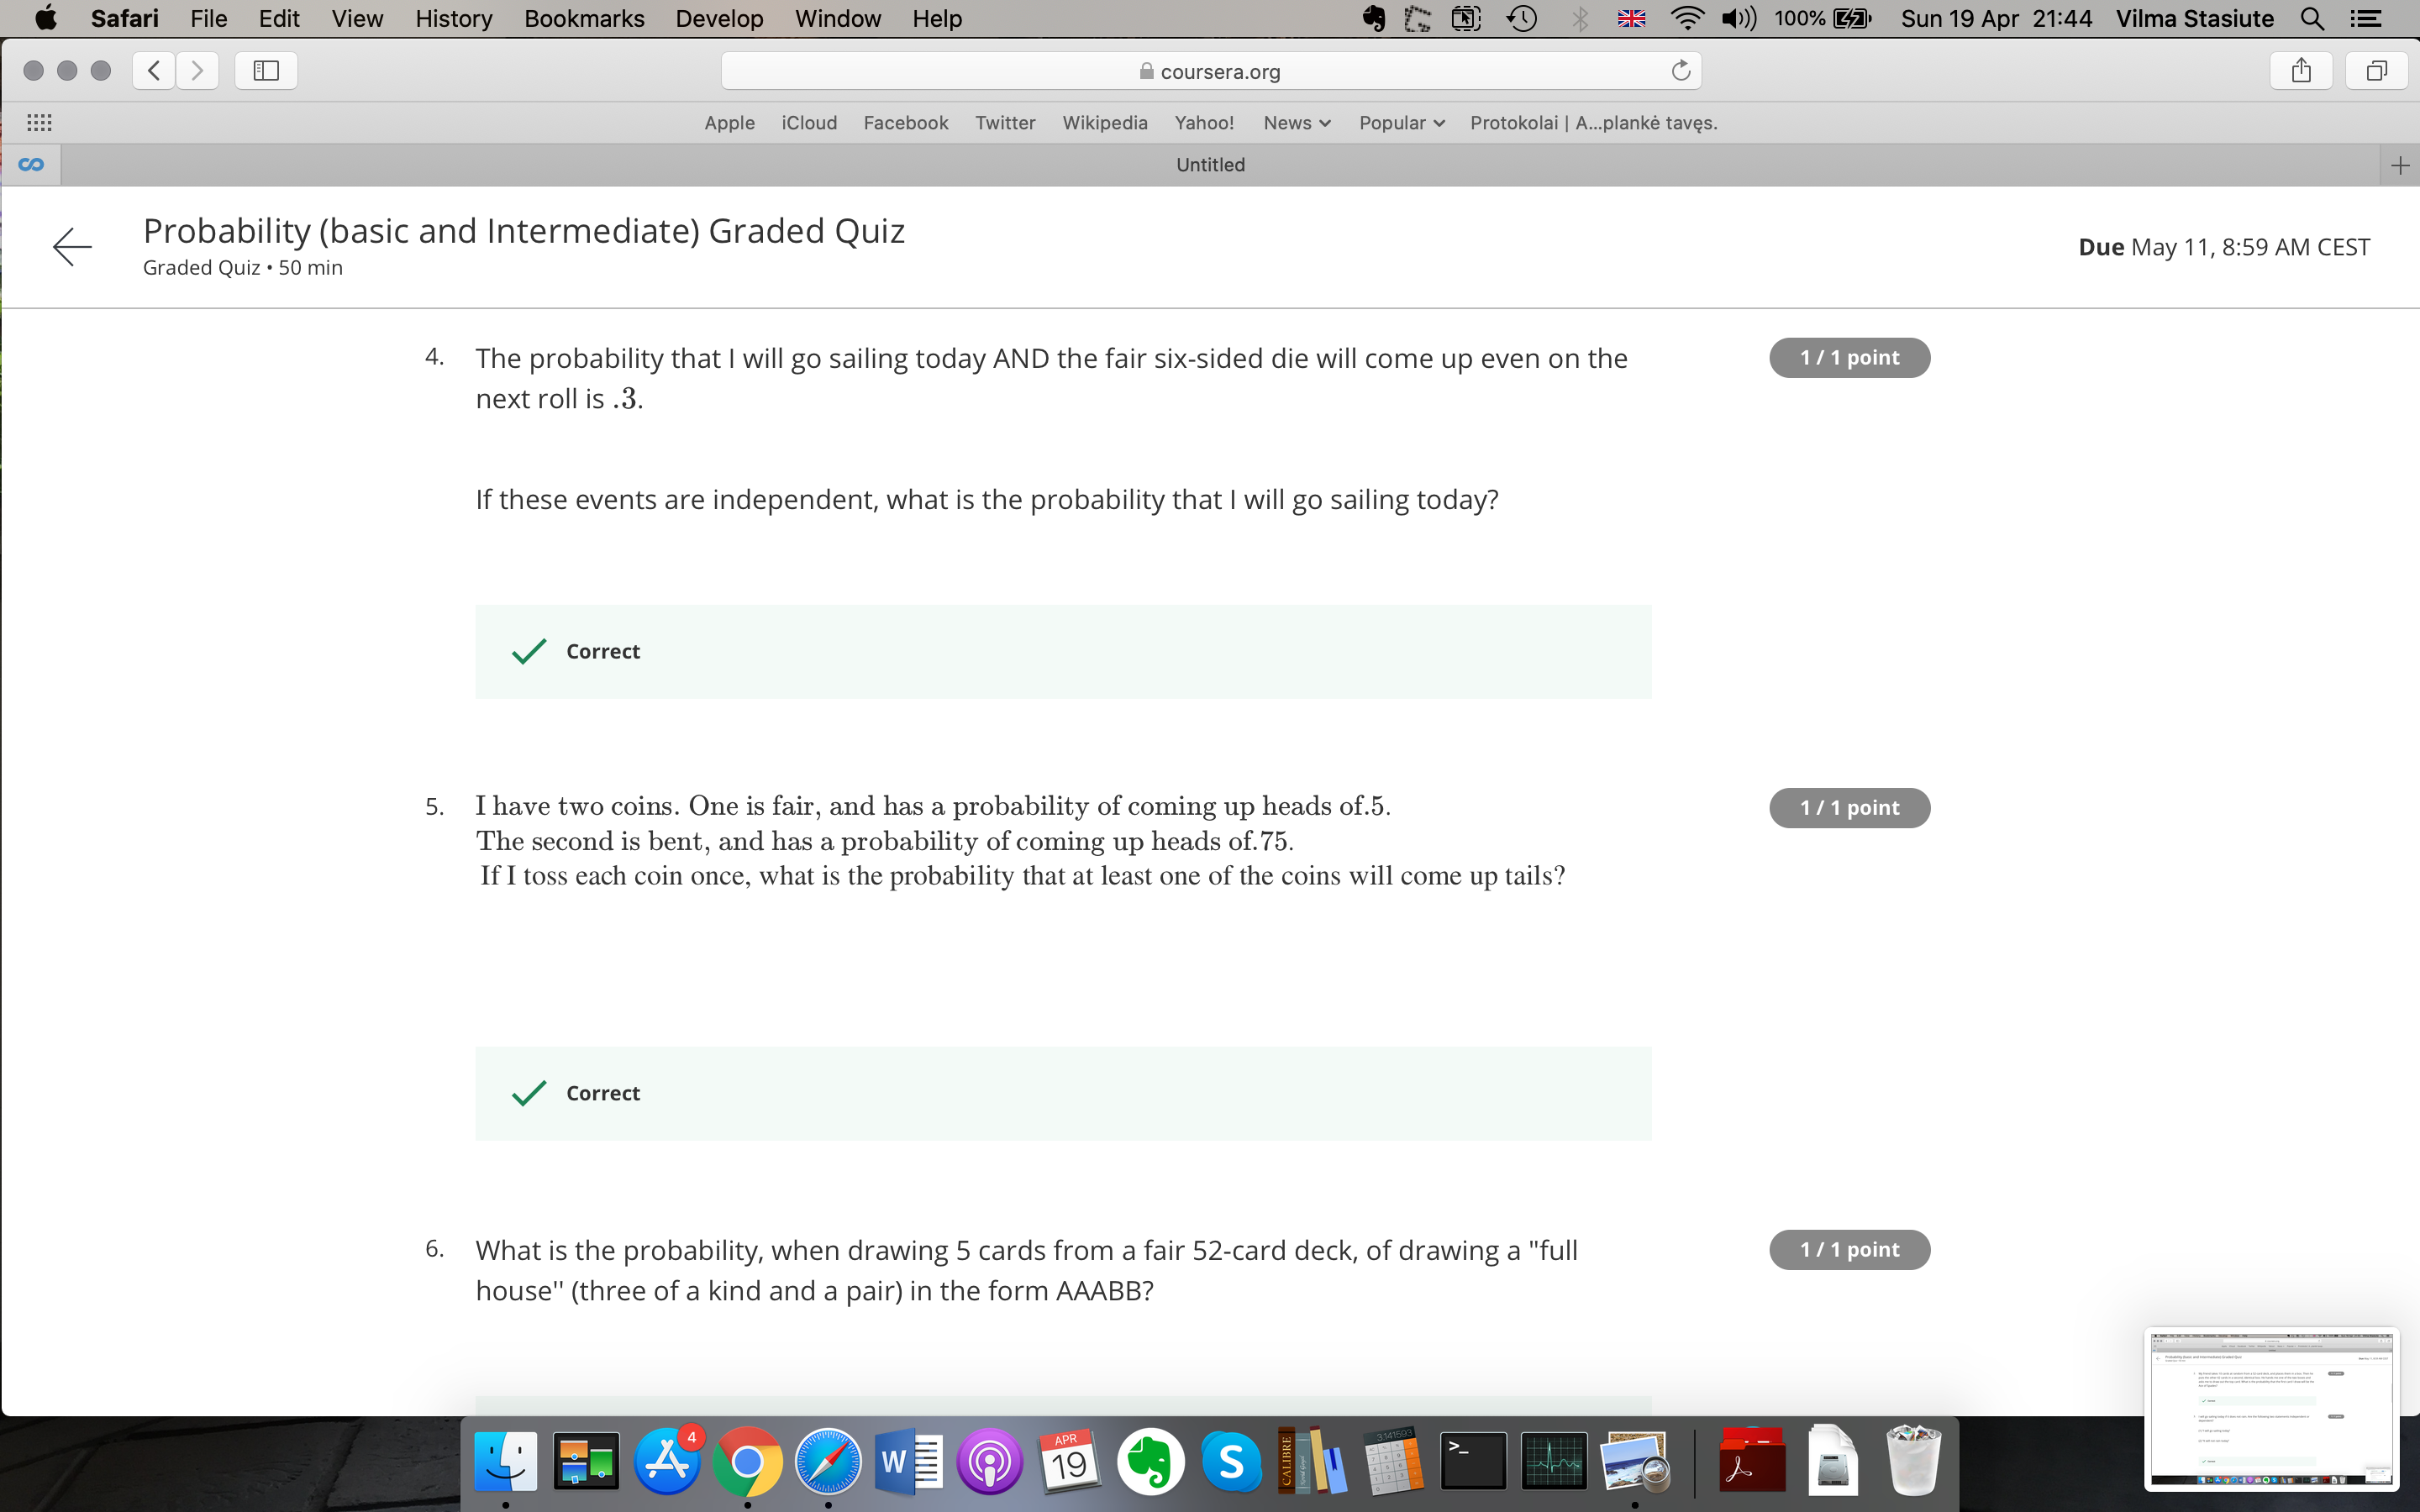 Safari File Edit View History Bookmarks Develop Window Help 100% Sun 19 Apr 21:44 Vilma Stasiute
coursera.org
Apple iCloud Facebook Twitter Wikipedia Yahoo! News Popular Protokolai | A...plankė tavęs.
Untitled
Probability (basic and Intermediate) Graded Quiz
Graded Quiz • 50 min
Due May 11, 8:59 AM CEST
4. The probability that I will go sailing today AND the fair six-sided die will come up even on the
next roll is .3.
1 / 1 point
If these events are independent, what is the probability that I will go sailing today?
Correct
5. I have two coins. One is fair, and has a probability of coming up heads of.5.
The second is bent, and has a probability of coming up heads of.75.
If I toss each coin once, what is the probability that at least one of the coins will come up tails?
1 / 1 point
Correct
6. What is the probability, when drawing 5 cards from a fair 52-card deck, of drawing a "full
house'' (three of a kind and a pair) in the form AAABB?
1 / 1 point
4
W
APR
19
S
CALIBRE
3.141593
>_